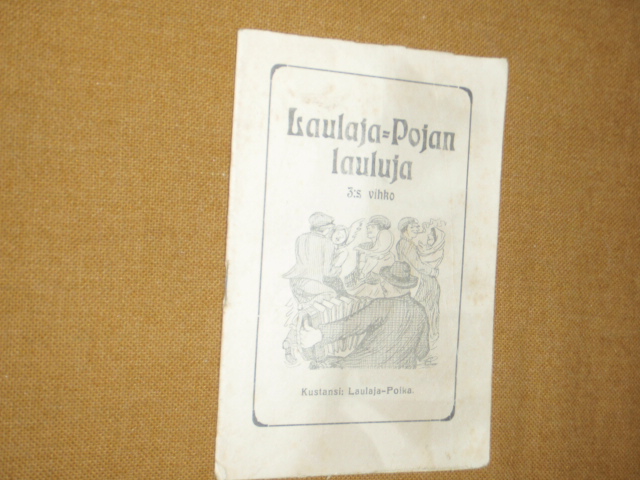 Laulaja=Pojan
lauluja
3:s vihko
Kustansi: Laulaja-Poika.